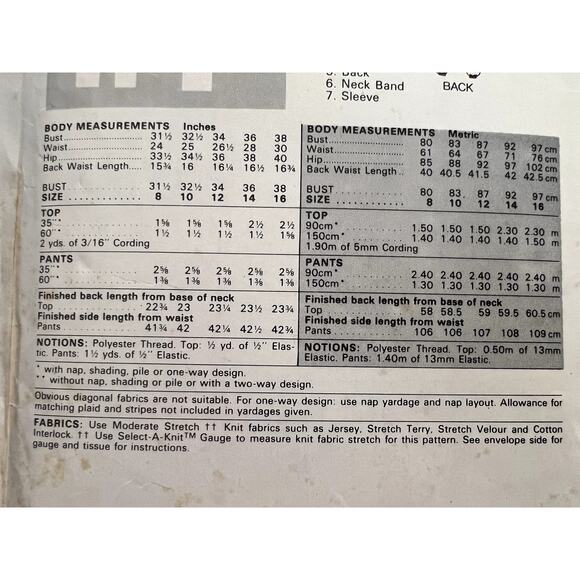 5. Back
6. Neck Band
7. Sleeve
BACK
BODY MEASUREMENTS Inches
Bust 31½ 32½ 34 36 38
Waist 24 25 26½ 28 30
Hip 33½ 34½ 36 38 40
Back Waist Length 15¾ 16 16¼ 16½ 16¾
BUST 31½ 32½ 34 36 38
SIZE 8 10 12 14 16
TOP
35"* 1⅝ 1⅝ 1⅝ 2½ 2½
60"* 1½ 1½ 1½ 1½ 1⅝
2 yds. of 3/16" Cording
PANTS
35"* 2⅝ 2⅝ 2⅝ 2⅝ 2⅝
60"* 1⅜ 1⅜ 1⅜ 1⅜ 1⅜
Finished back length from base of neck
Top 22¾ 23 23¼ 23½ 23¾
Finished side length from waist
Pants 41¾ 42 42¼ 42½ 42¾
NOTIONS: Polyester Thread. Top: ½ yd. of ½" Elas-
tic. Pants: 1½ yds. of ½" Elastic.
BODY MEASUREMENTS Metric
Bust 80 83 87 92 97 cm
Waist 61 64 67 71 76 cm
Hip 85 88 92 97 102 cm
Back Waist Length 40 40.5 41.5 42 42.5 cm
BUST 80 83 87 92 97 cm
SIZE 8 10 12 14 16
TOP
90cm* 1.50 1.50 1.50 2.30 2.30 m
150cm* 1.40 1.40 1.40 1.40 1.50 m
1.90m of 5mm Cording
PANTS
90cm* 2.40 2.40 2.40 2.40 2.40 m
150cm* 1.30 1.30 1.30 1.30 1.30 m
Finished back length from base of neck
Top 58 58.5 59 59.5 60.5 cm
Finished side length from waist
Pants 106 106 107 108 109 cm
NOTIONS: Polyester Thread. Top: 0.50m of 13mm
Elastic. Pants: 1.40m of 13mm Elastic.
* with nap, shading, pile or one-way design.
** without nap, shading or pile or with a two-way design.
Obvious diagonal fabrics are not suitable. For one-way design: use nap yardage and nap layout. Allowance for
matching plaid and stripes not included in yardages given.
FABRICS: Use Moderate Stretch †† Knit fabrics such as Jersey, Stretch Terry, Stretch Velour and Cotton
Interlock. †† Use Select-A-Knit™ Gauge to measure knit fabric stretch for this pattern. See envelope side for
gauge and tissue for instructions.